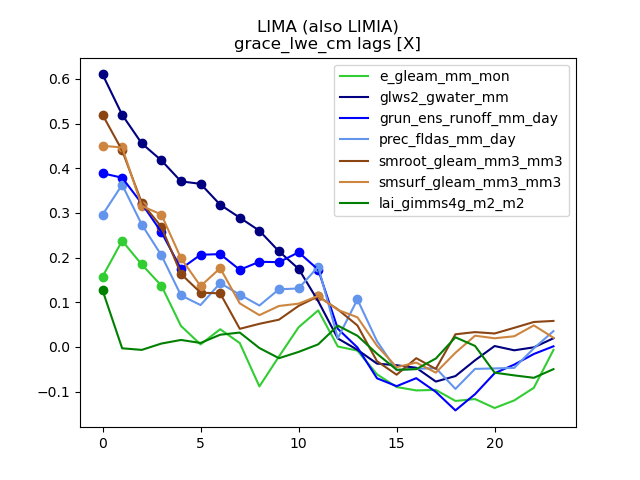 LIMA (also LIMIA)
grace_lwe_cm lags [X]
e_gleam_mm_mon
glws2_gwater_mm
grun_ens_runoff_mm_day
prec_fldas_mm_day
smroot_gleam_mm3_mm3
smsurf_gleam_mm3_mm3
lai_gimms4g_m2_m2
0.6
0.5
0.4
0.3
0.2
0.1
0.0
−0.1
0 5 10 15 20